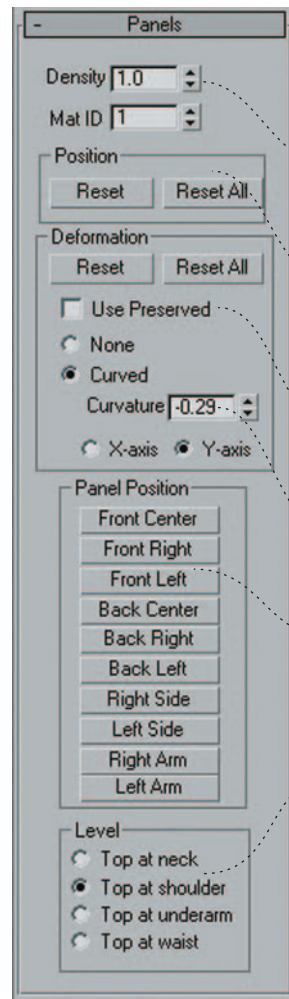 - Panels
Density 1.0
Mat ID 1
Position
Reset Reset All
Deformation
Reset Reset All
Use Preserved
None
Curved
Curvature -0.29
X-axis Y-axis
Panel Position
Front Center
Front Right
Front Left
Back Center
Back Right
Back Left
Right Side
Left Side
Right Arm
Left Arm
Level
Top at neck
Top at shoulder
Top at underarm
Top at waist